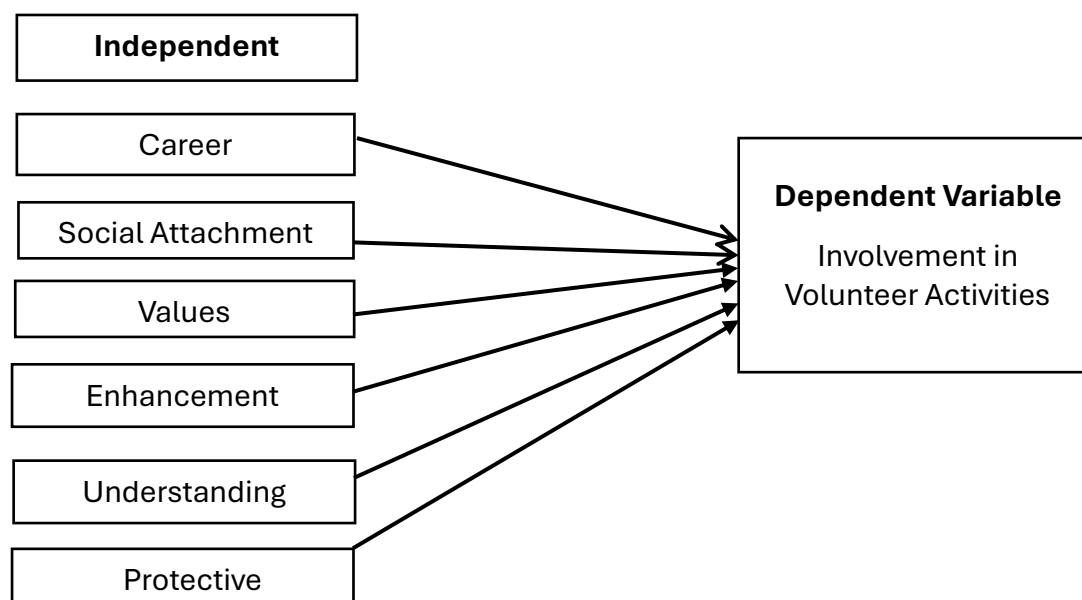 Independent
Career
Social Attachment
Values
Enhancement
Understanding
Protective
Dependent Variable
Involvement in
Volunteer Activities